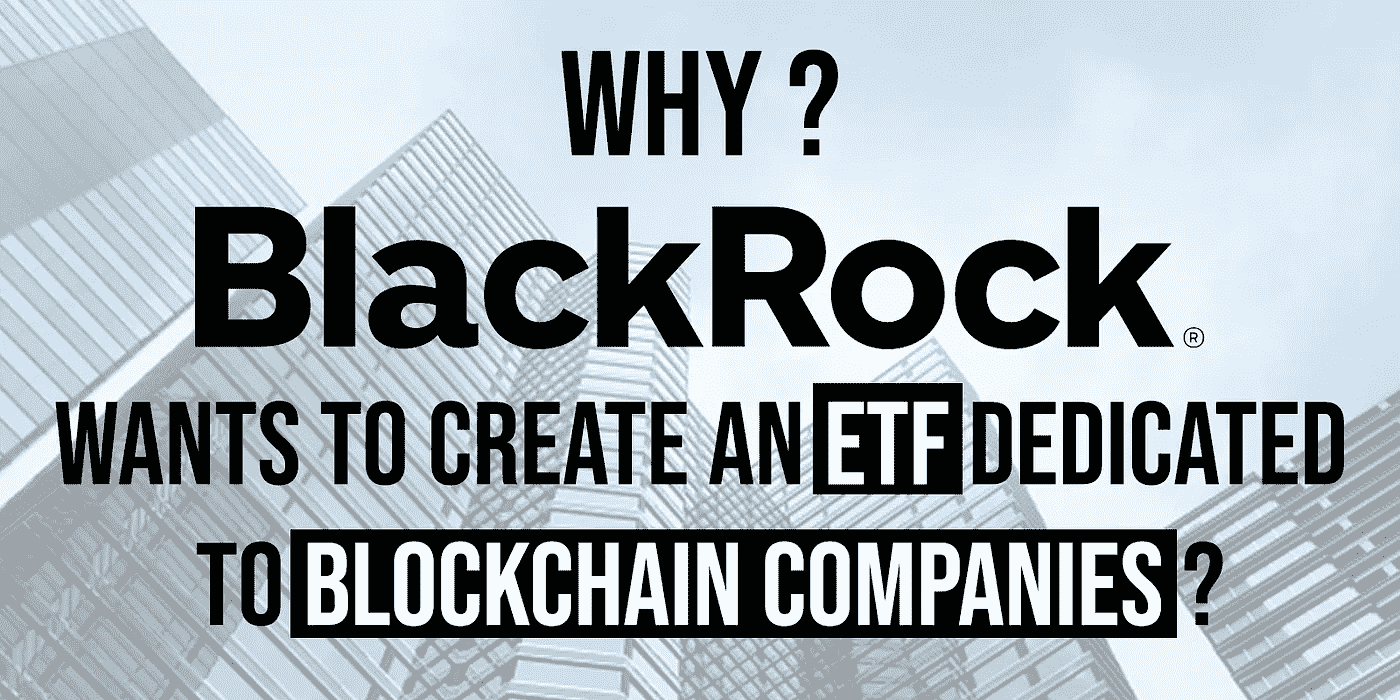 WHY ?
BlackRock®
WANTS TO CREATE AN ETF DEDICATED
TO BLOCKCHAIN COMPANIES ?